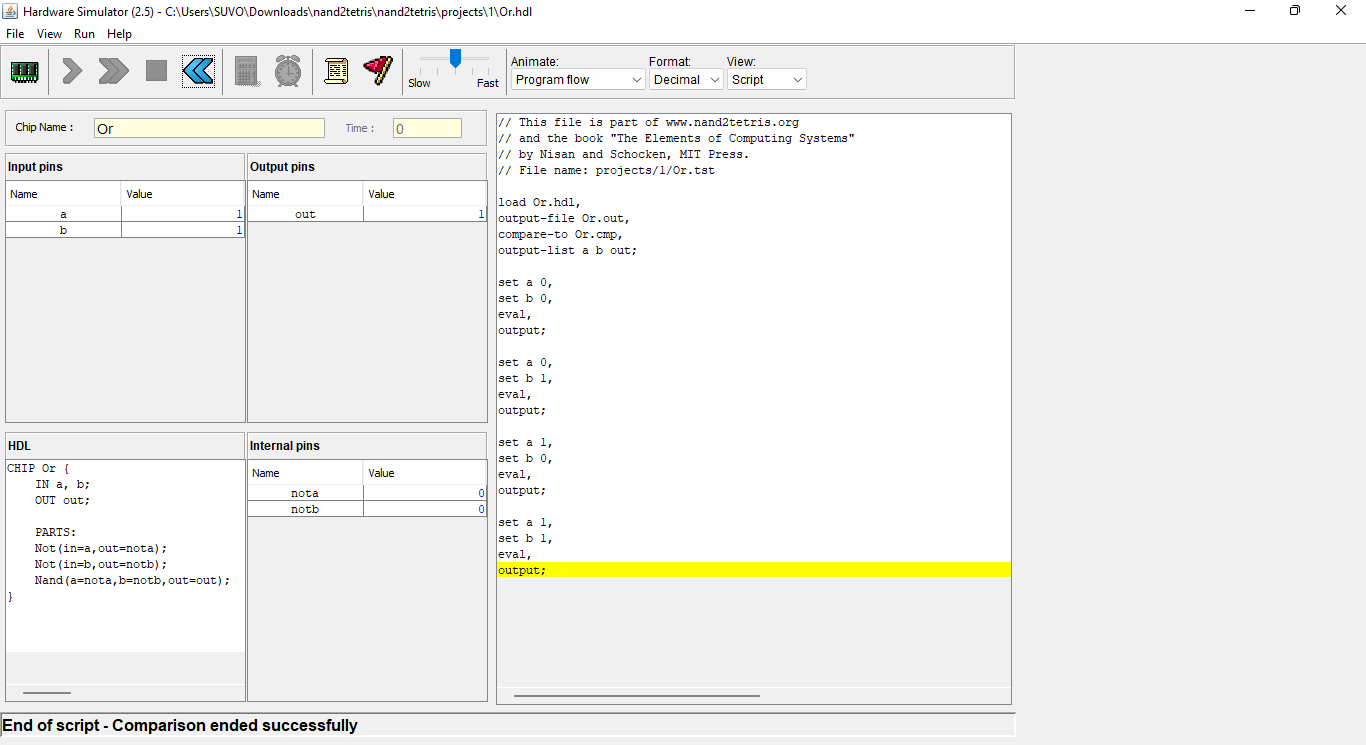 Hardware Simulator (2.5) - C:\Users\SUVO\Downloads\nand2tetris\nand2tetris\projects\1\Or.hdl
File View Run Help
Slow Fast
Animate: Format: View:
Program flow Decimal Script
Chip Name : Or Time : 0
Input pins
Name Value
a 1
b 1
Output pins
Name Value
out 1
HDL
CHIP Or {
IN a, b;
OUT out;
PARTS:
Not(in=a,out=nota);
Not(in=b,out=notb);
Nand(a=nota,b=notb,out=out);
}
Internal pins
Name Value
nota 0
notb 0
// This file is part of www.nand2tetris.org
// and the book "The Elements of Computing Systems"
// by Nisan and Schocken, MIT Press.
// File name: projects/1/Or.tst
load Or.hdl,
output-file Or.out,
compare-to Or.cmp,
output-list a b out;
set a 0,
set b 0,
eval,
output;
set a 0,
set b 1,
eval,
output;
set a 1,
set b 0,
eval,
output;
set a 1,
set b 1,
eval,
output;
End of script - Comparison ended successfully